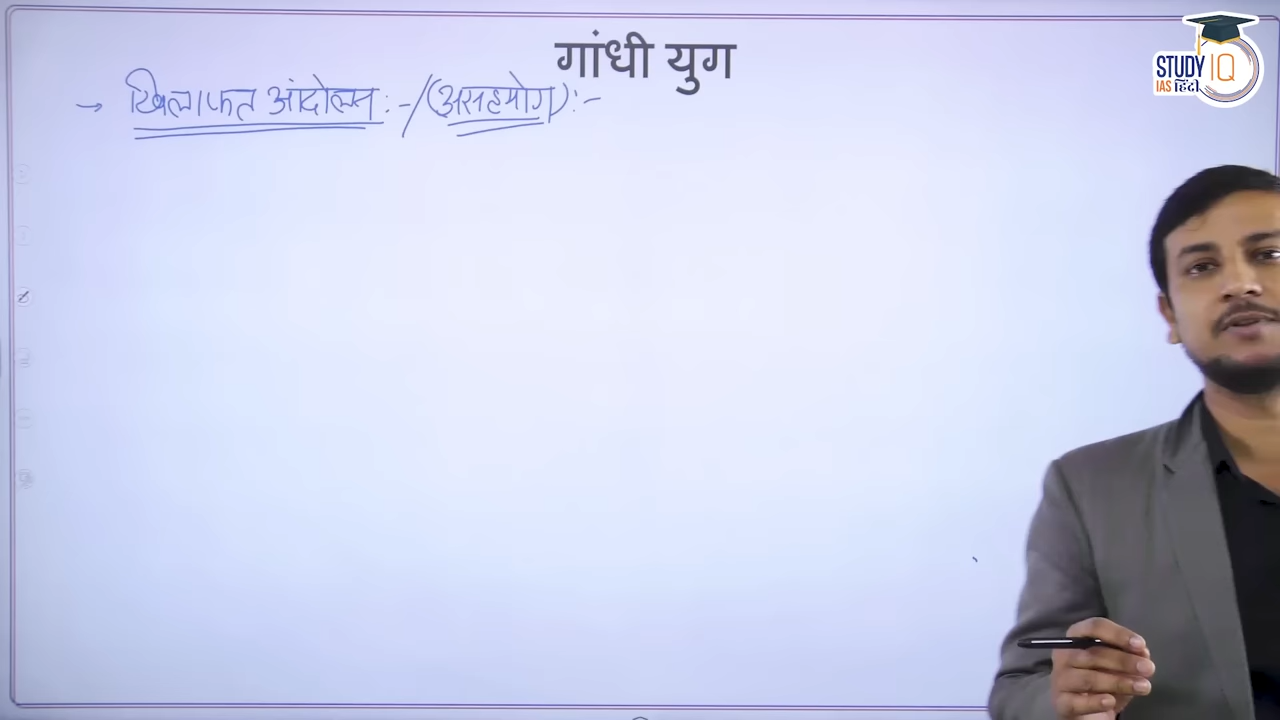 गांधी युग
→ खिलाफत आंदोलन :- / (असहयोग) :-
STUDY IQ
IAS हिंदी